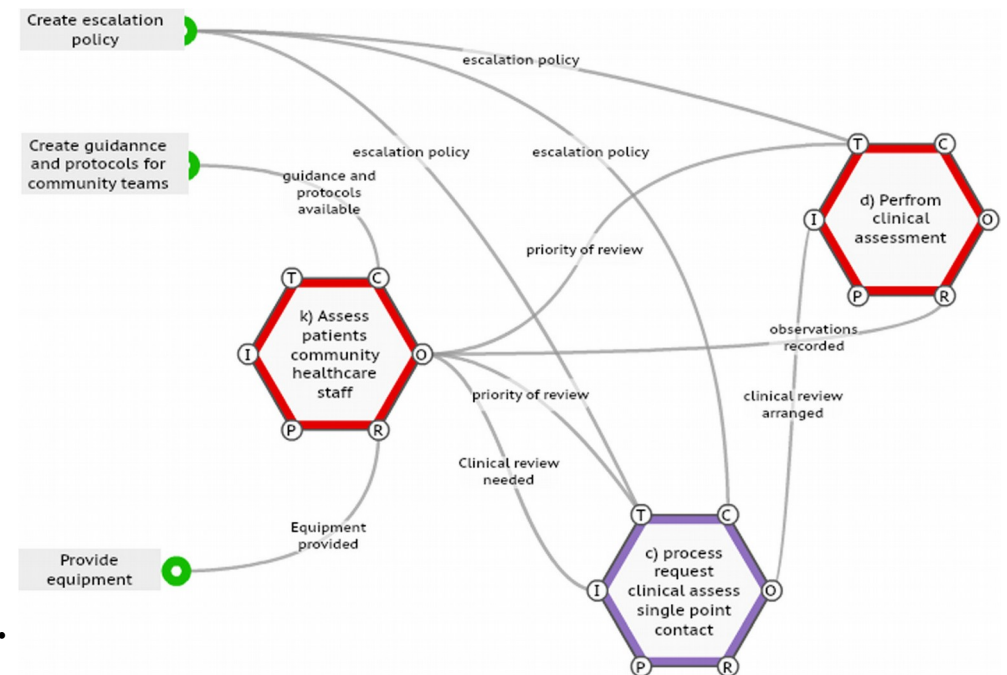 Create escalation
policy
escalation policy
Create guidannce
and protocols for
community teams
escalation policy
escalation policy
guidance and
protocols
available
T
C
d) Perfrom
clinical
assessment
I
O
P
R
priority of review
T
C
k) Assess
patients
community
healthcare
staff
I
O
P
R
observations
recorded
priority of review
clinical review
arranged
Clinical review
needed
Equipment
provided
Provide
equipment
T
C
c) process
request
clinical assess
single point
contact
I
O
P
R